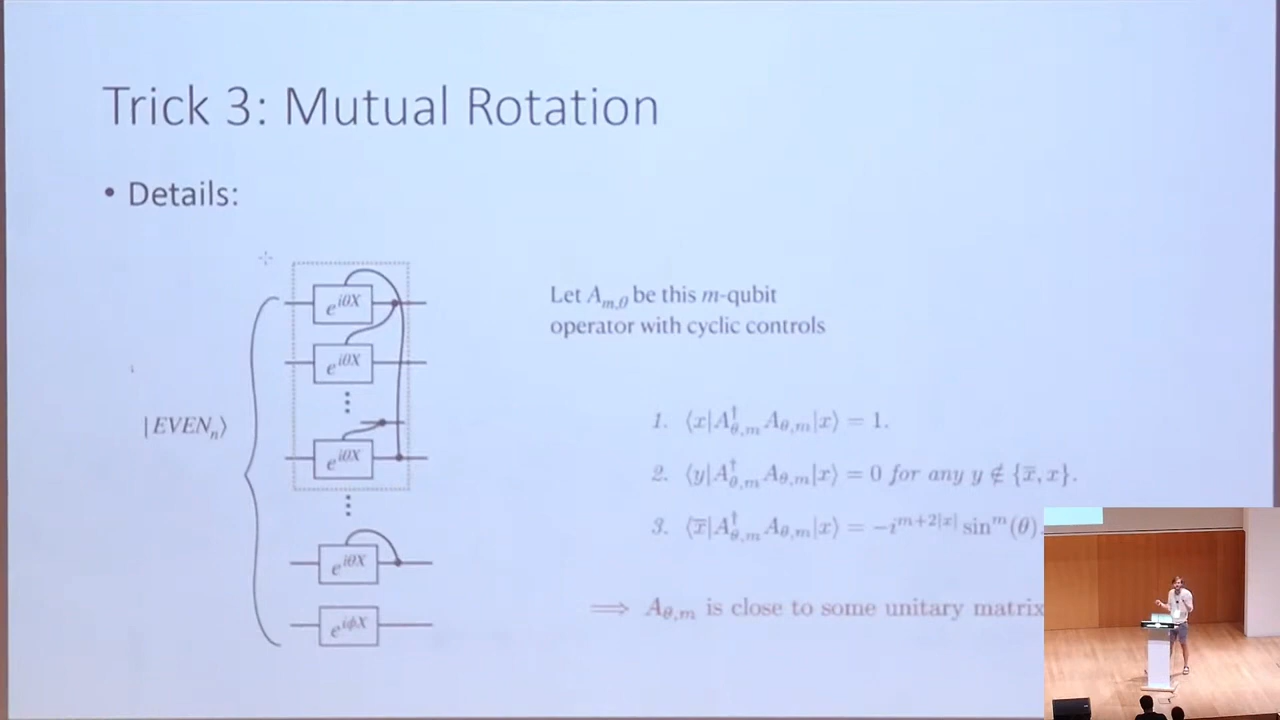 Trick 3: Mutual Rotation
• Details:
e^{iθX}
e^{iθX}
|EVEN_n⟩
e^{iθX}
e^{iθX}
e^{iϕX}
Let A_{m,θ} be this m-qubit
operator with cyclic controls
1. ⟨x|A†_{θ,m} A_{θ,m}|x⟩ = 1.
2. ⟨y|A†_{θ,m} A_{θ,m}|x⟩ = 0 for any y ∉ {x̅, x}.
3. ⟨x̅|A†_{θ,m} A_{θ,m}|x⟩ = −i^{m+2|x|} sin^m(θ)
⟹ A_{θ,m} is close to some unitary matrix